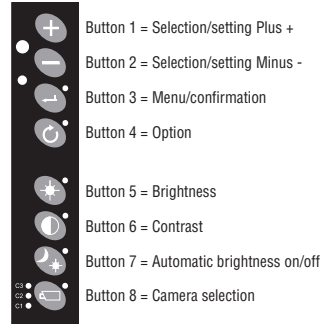 Button 1 = Selection/setting Plus +
Button 2 = Selection/setting Minus -
Button 3 = Menu/confirmation
Button 4 = Option
Button 5 = Brightness
Button 6 = Contrast
Button 7 = Automatic brightness on/off
C3
C2
C1
Button 8 = Camera selection